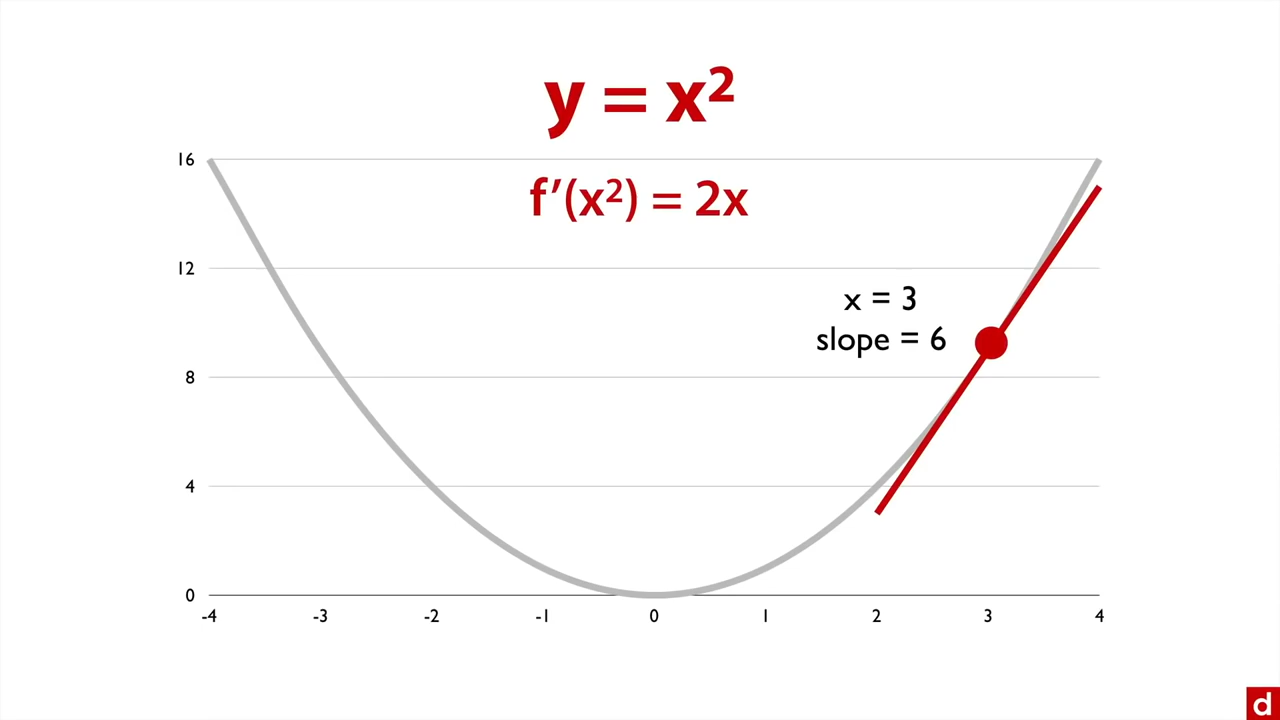 y = x²
16
f′(x²) = 2x
12
x = 3
slope = 6
8
4
0
-4 -3 -2 -1 0 1 2 3 4
d